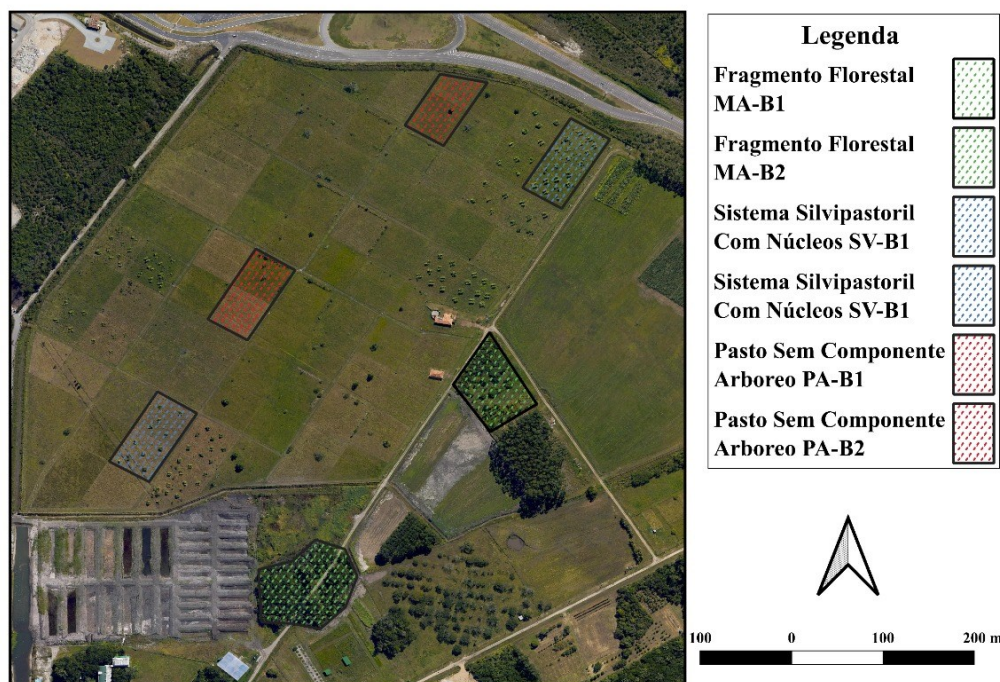 Legenda
Fragmento Florestal
MA-B1
Fragmento Florestal
MA-B2
Sistema Silvipastoril
Com Núcleos SV-B1
Sistema Silvipastoril
Com Núcleos SV-B1
Pasto Sem Componente
Arboreo PA-B1
Pasto Sem Componente
Arboreo PA-B2
100 0 100 200 m